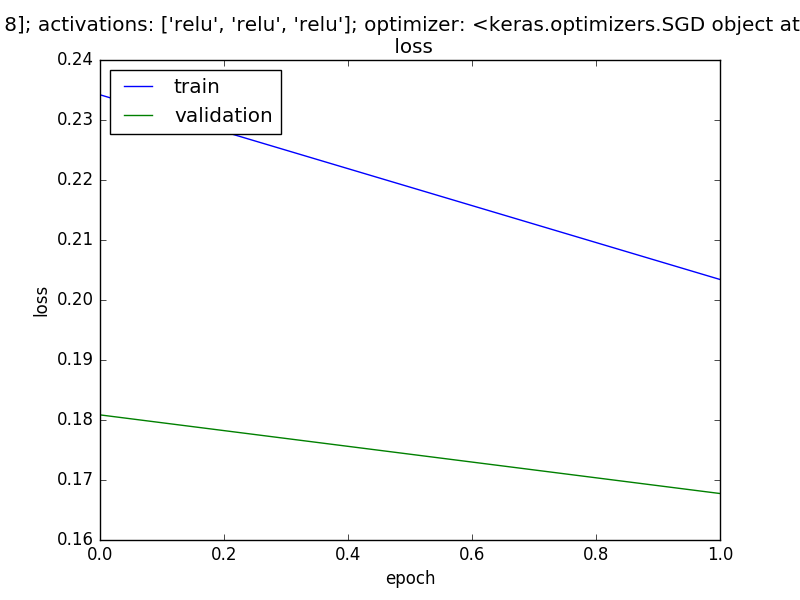 8]; activations: ['relu', 'relu', 'relu']; optimizer: <keras.optimizers.SGD object at
loss
train
validation
0.24
0.23
0.22
0.21
0.20
0.19
0.18
0.17
0.16
loss
0.0 0.2 0.4 0.6 0.8 1.0
epoch